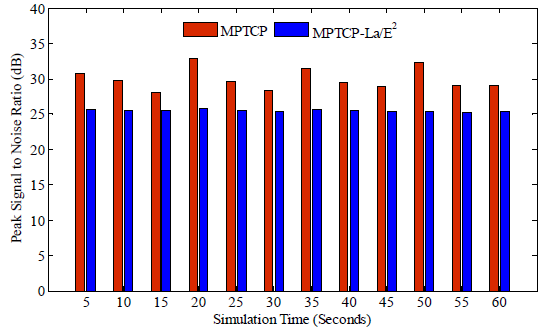 Peak Signal to Noise Ratio (dB)
40
35
30
25
20
15
10
5
0
MPTCP
MPTCP-La/E²
5 10 15 20 25 30 35 40 45 50 55 60
Simulation Time (Seconds)